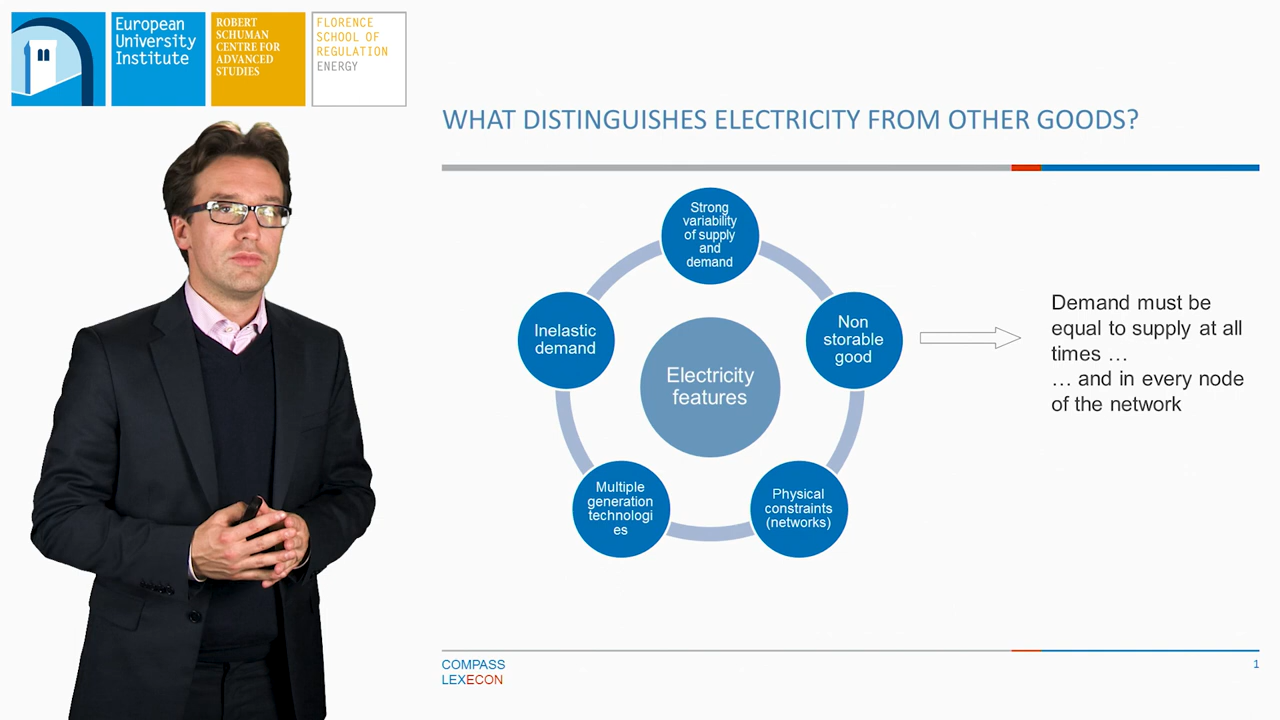 European
University
Institute
ROBERT
SCHUMAN
CENTRE FOR
ADVANCED
STUDIES
FLORENCE
SCHOOL OF
REGULATION
ENERGY
WHAT DISTINGUISHES ELECTRICITY FROM OTHER GOODS?
Strong
variability
of supply
and
demand
Inelastic
demand
Non
storable
good
Electricity
features
Multiple
generation
technologi
es
Physical
constraints
(networks)
Demand must be
equal to supply at all
times …
… and in every node
of the network
COMPASS
LEXECON
1